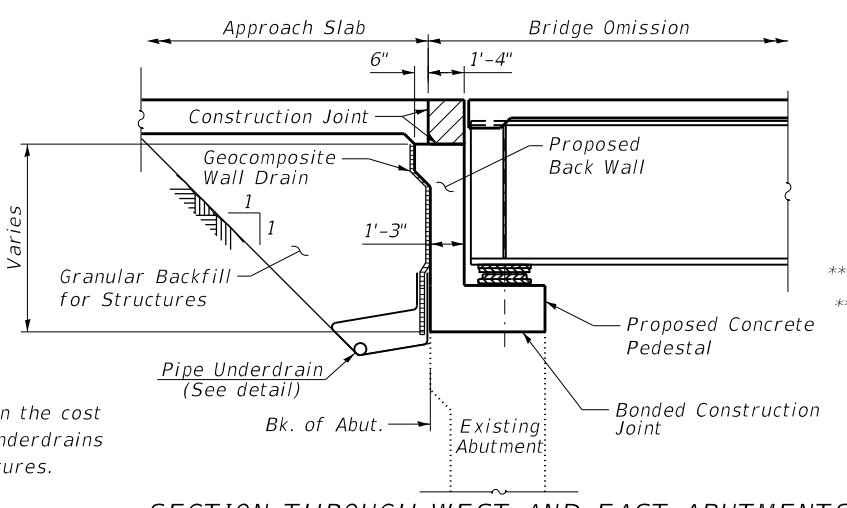 Approach Slab
Bridge Omission
6"
1'-4"
Construction Joint
Proposed
Back Wall
Geocomposite
Wall Drain
1
1
1'-3"
Varies
Granular Backfill
for Structures
**
**
Proposed Concrete
Pedestal
Pipe Underdrain
(See detail)
Bk. of Abut.
Existing
Abutment
Bonded Construction
Joint
n the cost
nderdrains
tures.
SECTION THROUGH WEST AND EAST ABUTMENTS